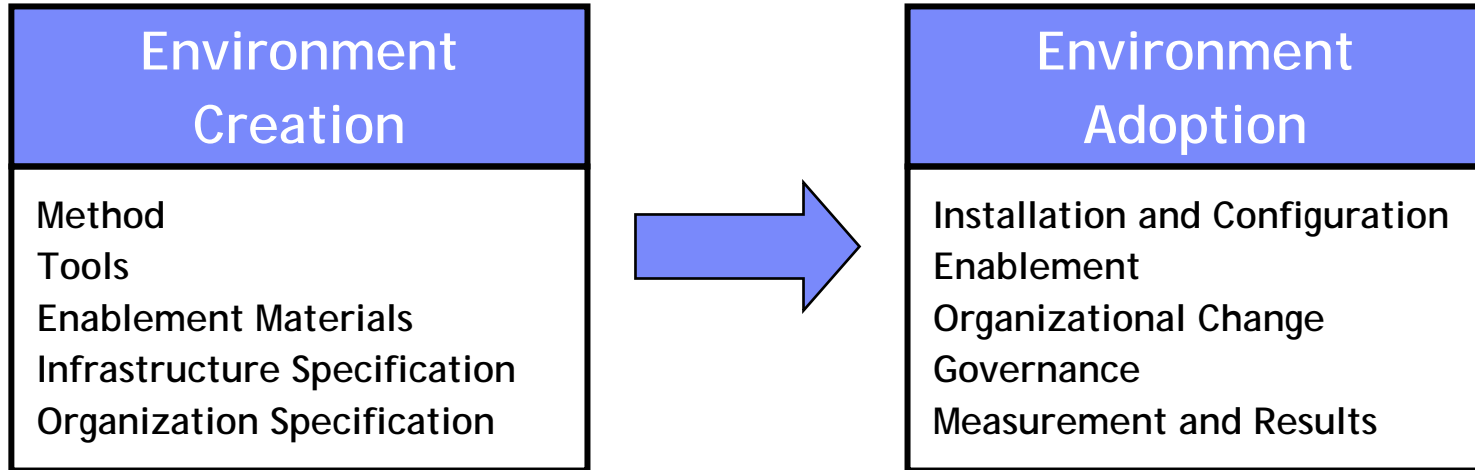 Environment
Creation
Method
Tools
Enablement Materials
Infrastructure Specification
Organization Specification
Environment
Adoption
Installation and Configuration
Enablement
Organizational Change
Governance
Measurement and Results